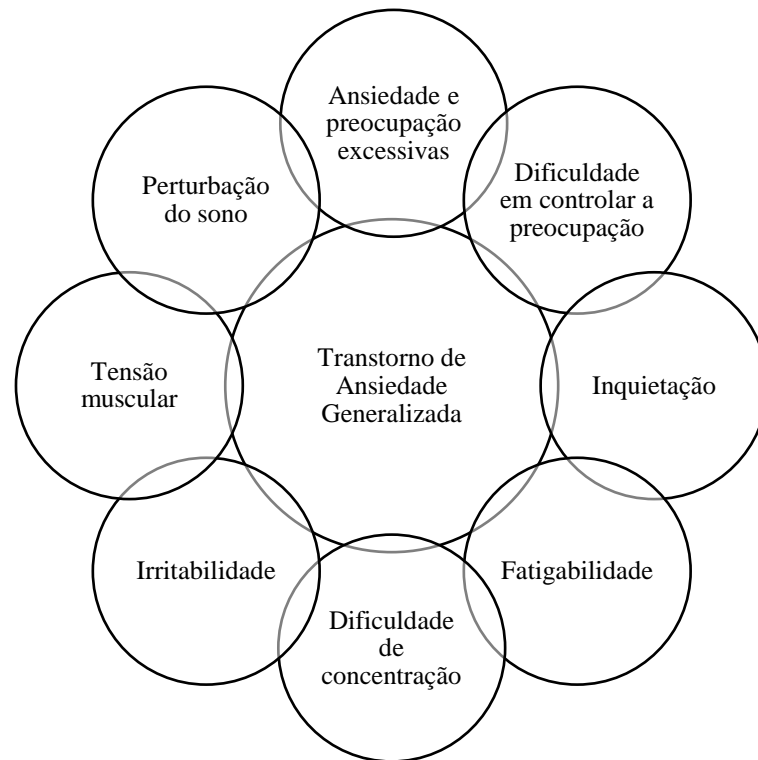 Ansiedade e
preocupação
excessivas
Dificuldade
em controlar a
preocupação
Inquietação
Fatigabilidade
Dificuldade
de
concentração
Irritabilidade
Tensão
muscular
Perturbação
do sono
Transtorno de
Ansiedade
Generalizada